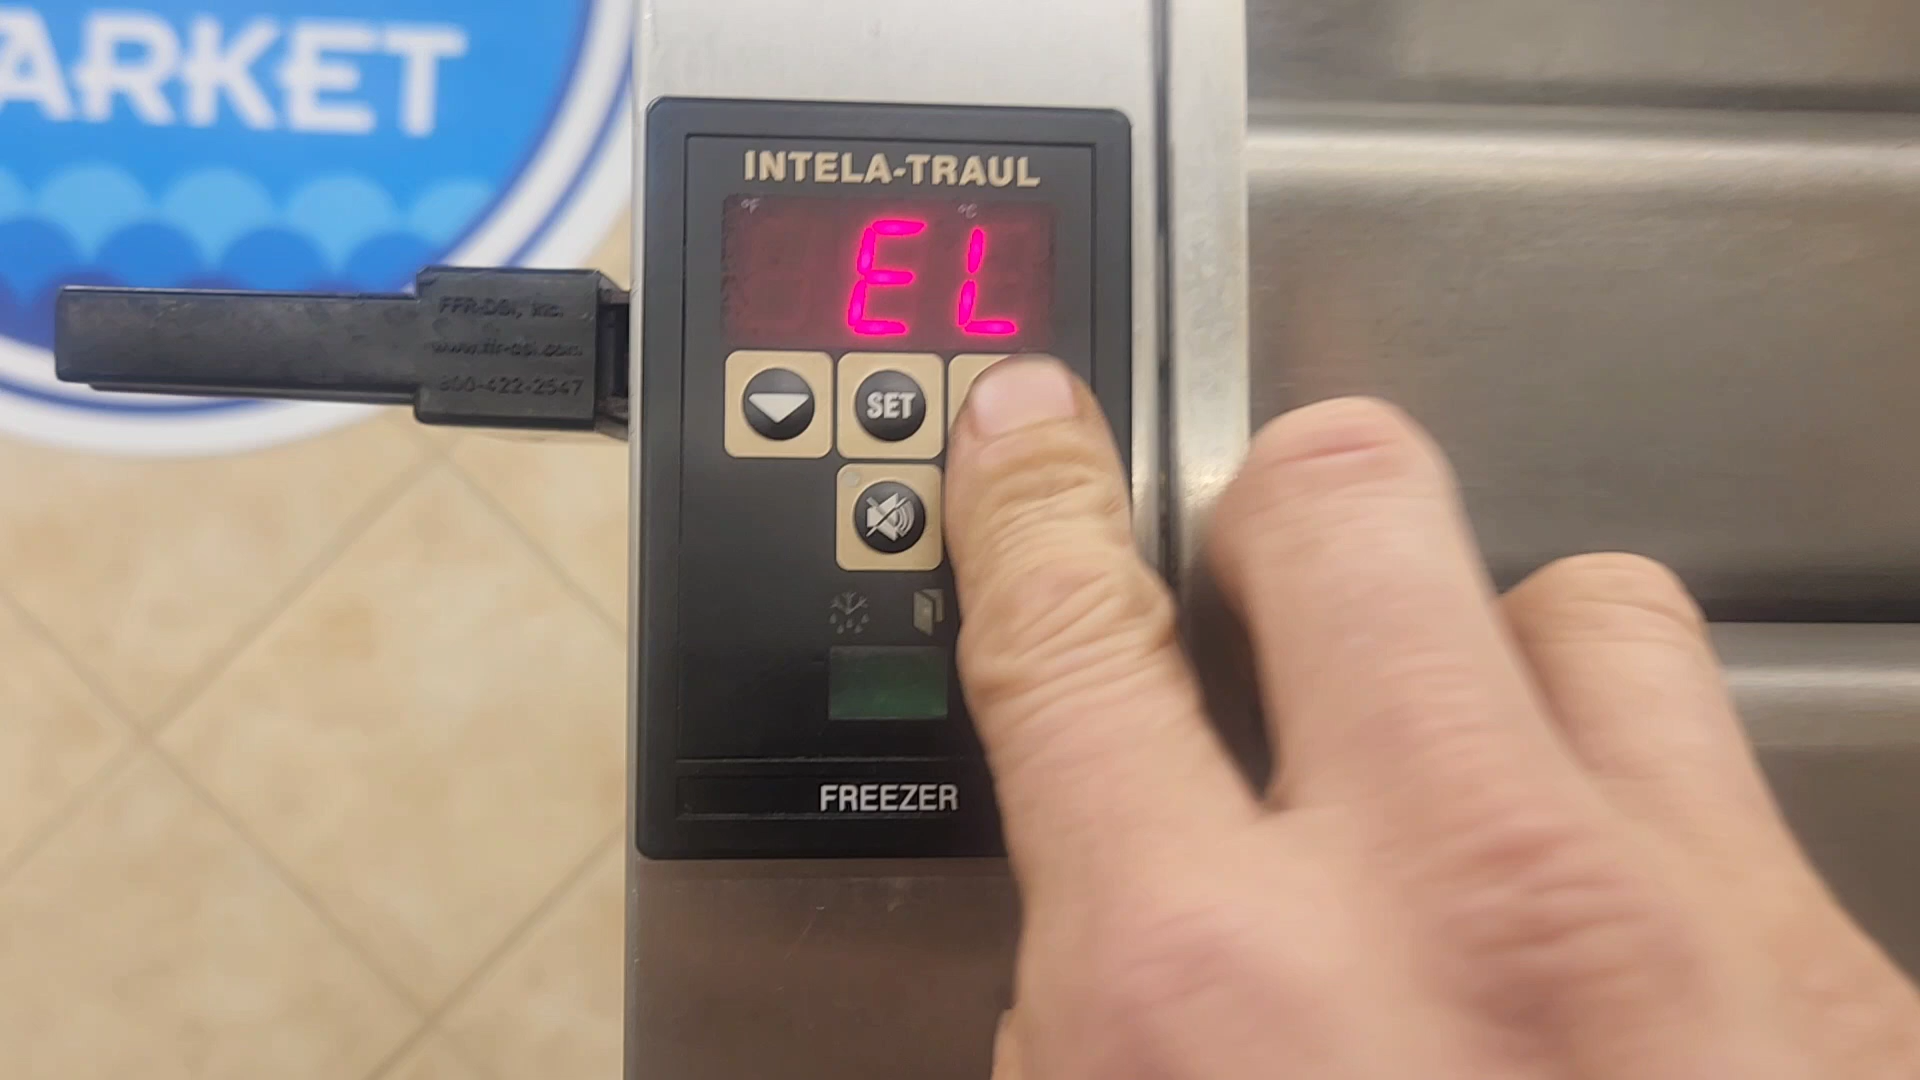 ARKET
INTELA-TRAUL
°F °C
EL
FFR-DSI, Inc.
www.ffr-dsi.com
800-422-2547
SET
FREEZER